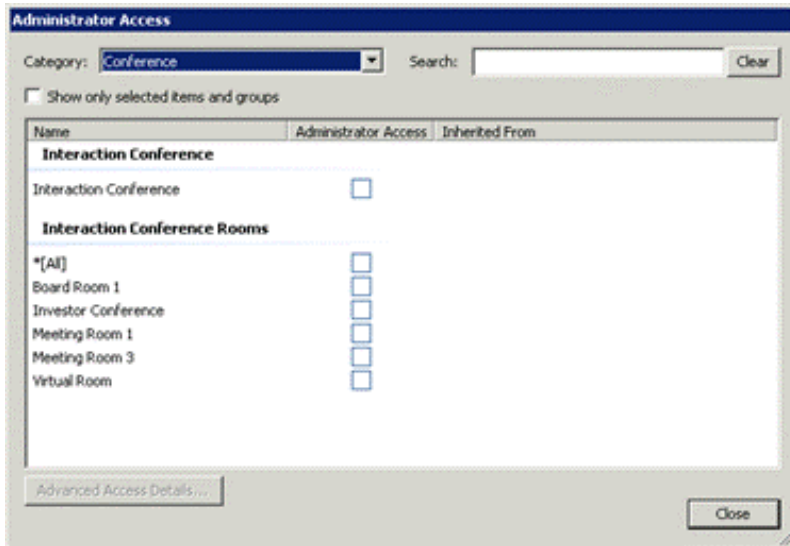 Administrator Access
Category: Conference Search: Clear
Show only selected items and groups
Name Administrator Access Inherited From
Interaction Conference
Interaction Conference
Interaction Conference Rooms
*[All]
Board Room 1
Investor Conference
Meeting Room 1
Meeting Room 3
Virtual Room
Advanced Access Details...
Close